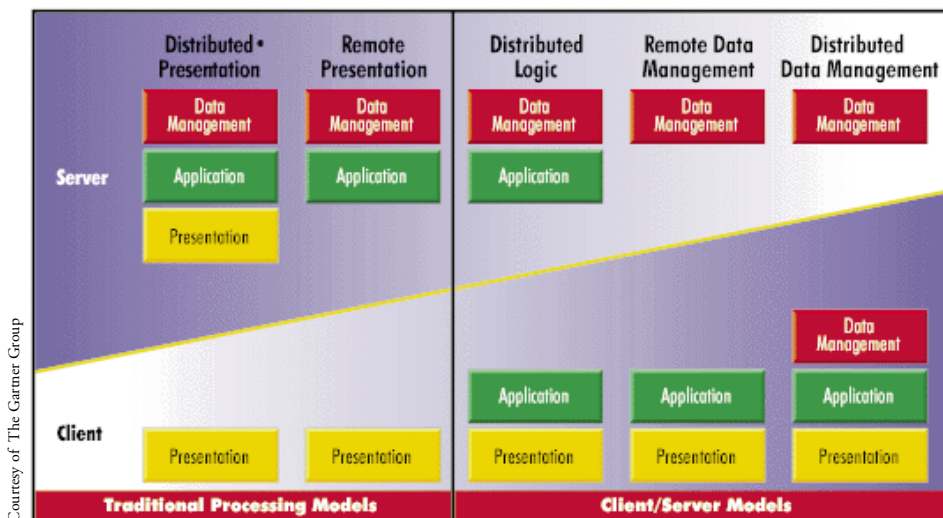 Distributed•
Presentation
Remote
Presentation
Distributed
Logic
Remote Data
Management
Distributed
Data Management
Server
Data
Management
Data
Management
Data
Management
Data
Management
Data
Management
Application
Application
Application
Presentation
Client
Data
Management
Application
Application
Application
Presentation
Presentation
Presentation
Presentation
Presentation
Traditional Processing Models
Client/Server Models
Courtesy of The Gartner Group